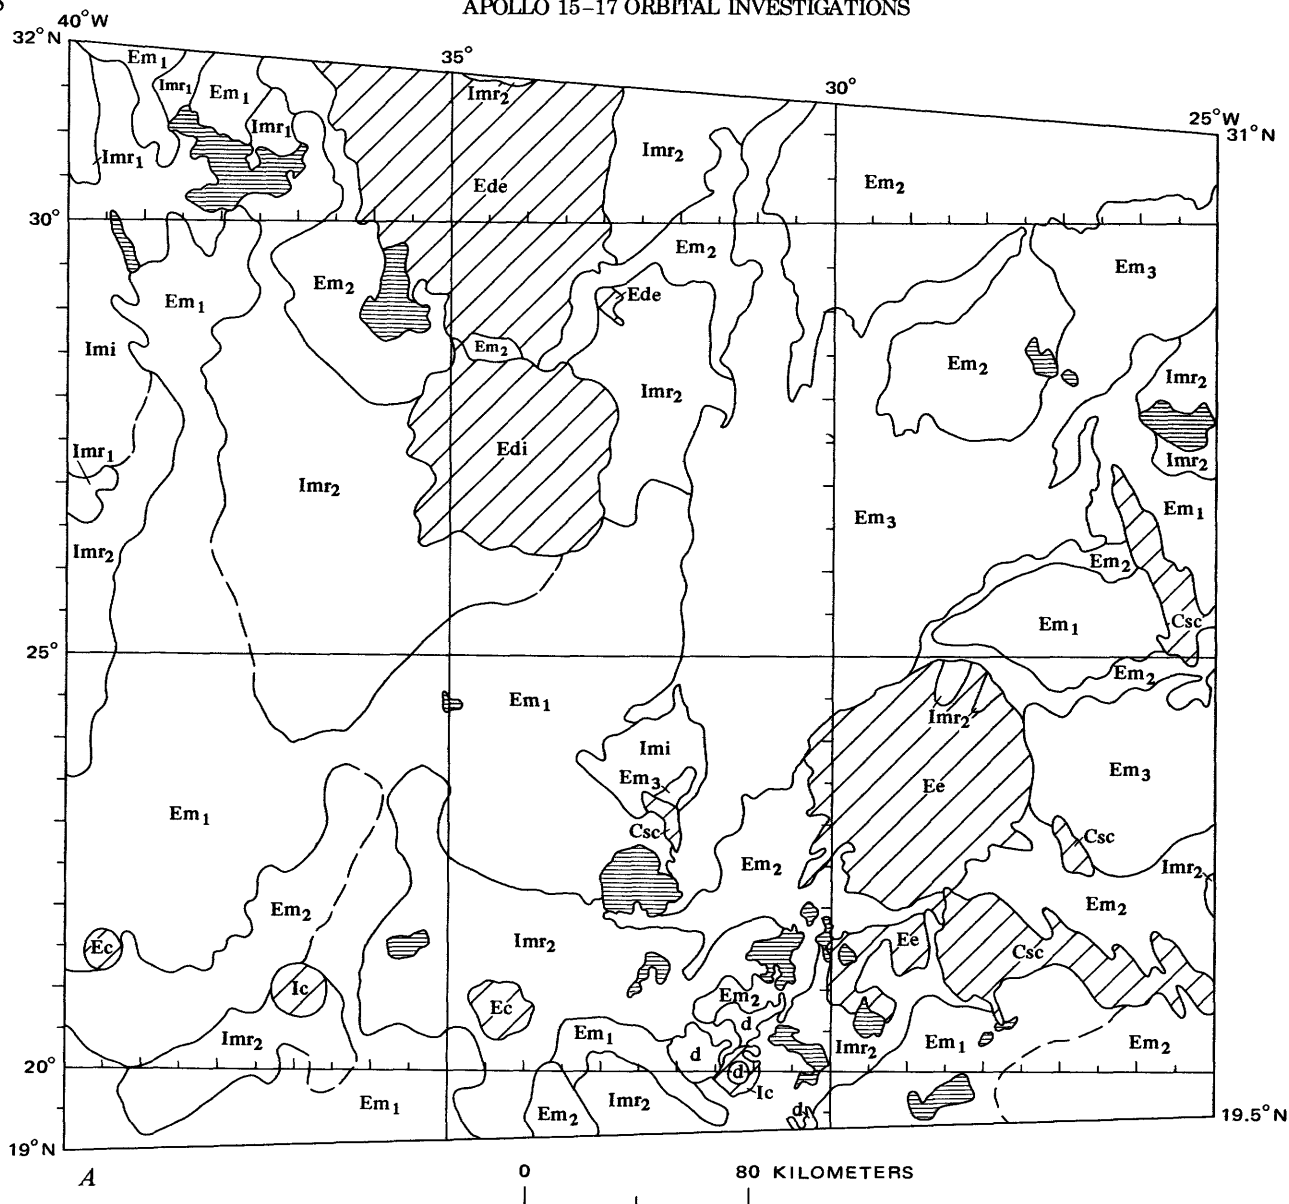 APOLLO 15–17 ORBITAL INVESTIGATIONS
40°W
32°N
35°
30°
25°W
31°N
Em1
Imr1
Em1
Imr2
Imr1
Imr1
Imr2
Ede
Em2
30°
Em2
Em3
Em2
Ede
Em1
Imi
Em2
Em2
Imr2
Imr2
Edi
Imr1
Imr2
Imr2
Em3
Em1
Imr2
Em2
Em1
Csc
25°
Em2
Em1
Imr2
Imi
Em3
Em3
Ee
Em1
Csc
Csc
Em2
Imr2
Em2
Em2
Ec
Imr2
Ee
Csc
Ic
Em2
Ec
d
Imr2
Em1
d
Imr2
Em1
Em2
20°
d
Ic
Em1
Em2
Imr2
d
19.5°N
19°N
A
0 80 KILOMETERS